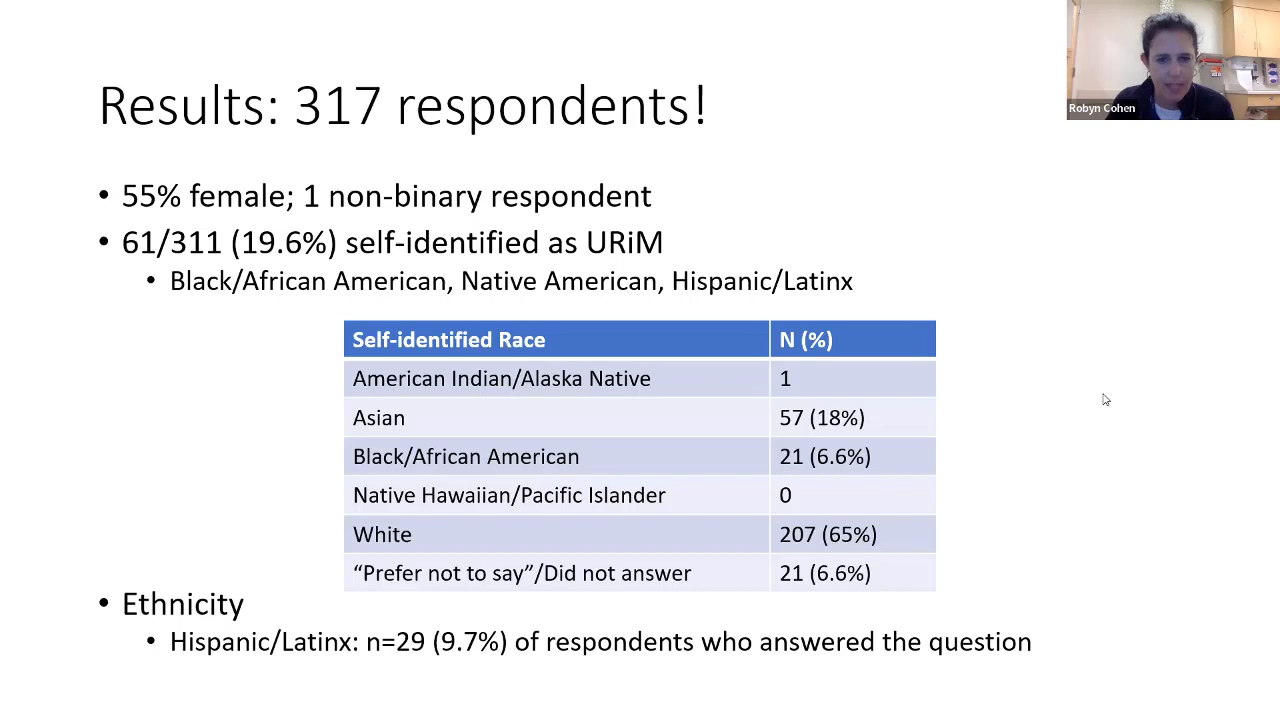 Results: 317 respondents!
Robyn Cohen
• 55% female; 1 non-binary respondent
• 61/311 (19.6%) self-identified as URiM
• Black/African American, Native American, Hispanic/Latinx
Self-identified Race N (%)
American Indian/Alaska Native 1
Asian 57 (18%)
Black/African American 21 (6.6%)
Native Hawaiian/Pacific Islander 0
White 207 (65%)
“Prefer not to say”/Did not answer 21 (6.6%)
• Ethnicity
• Hispanic/Latinx: n=29 (9.7%) of respondents who answered the question